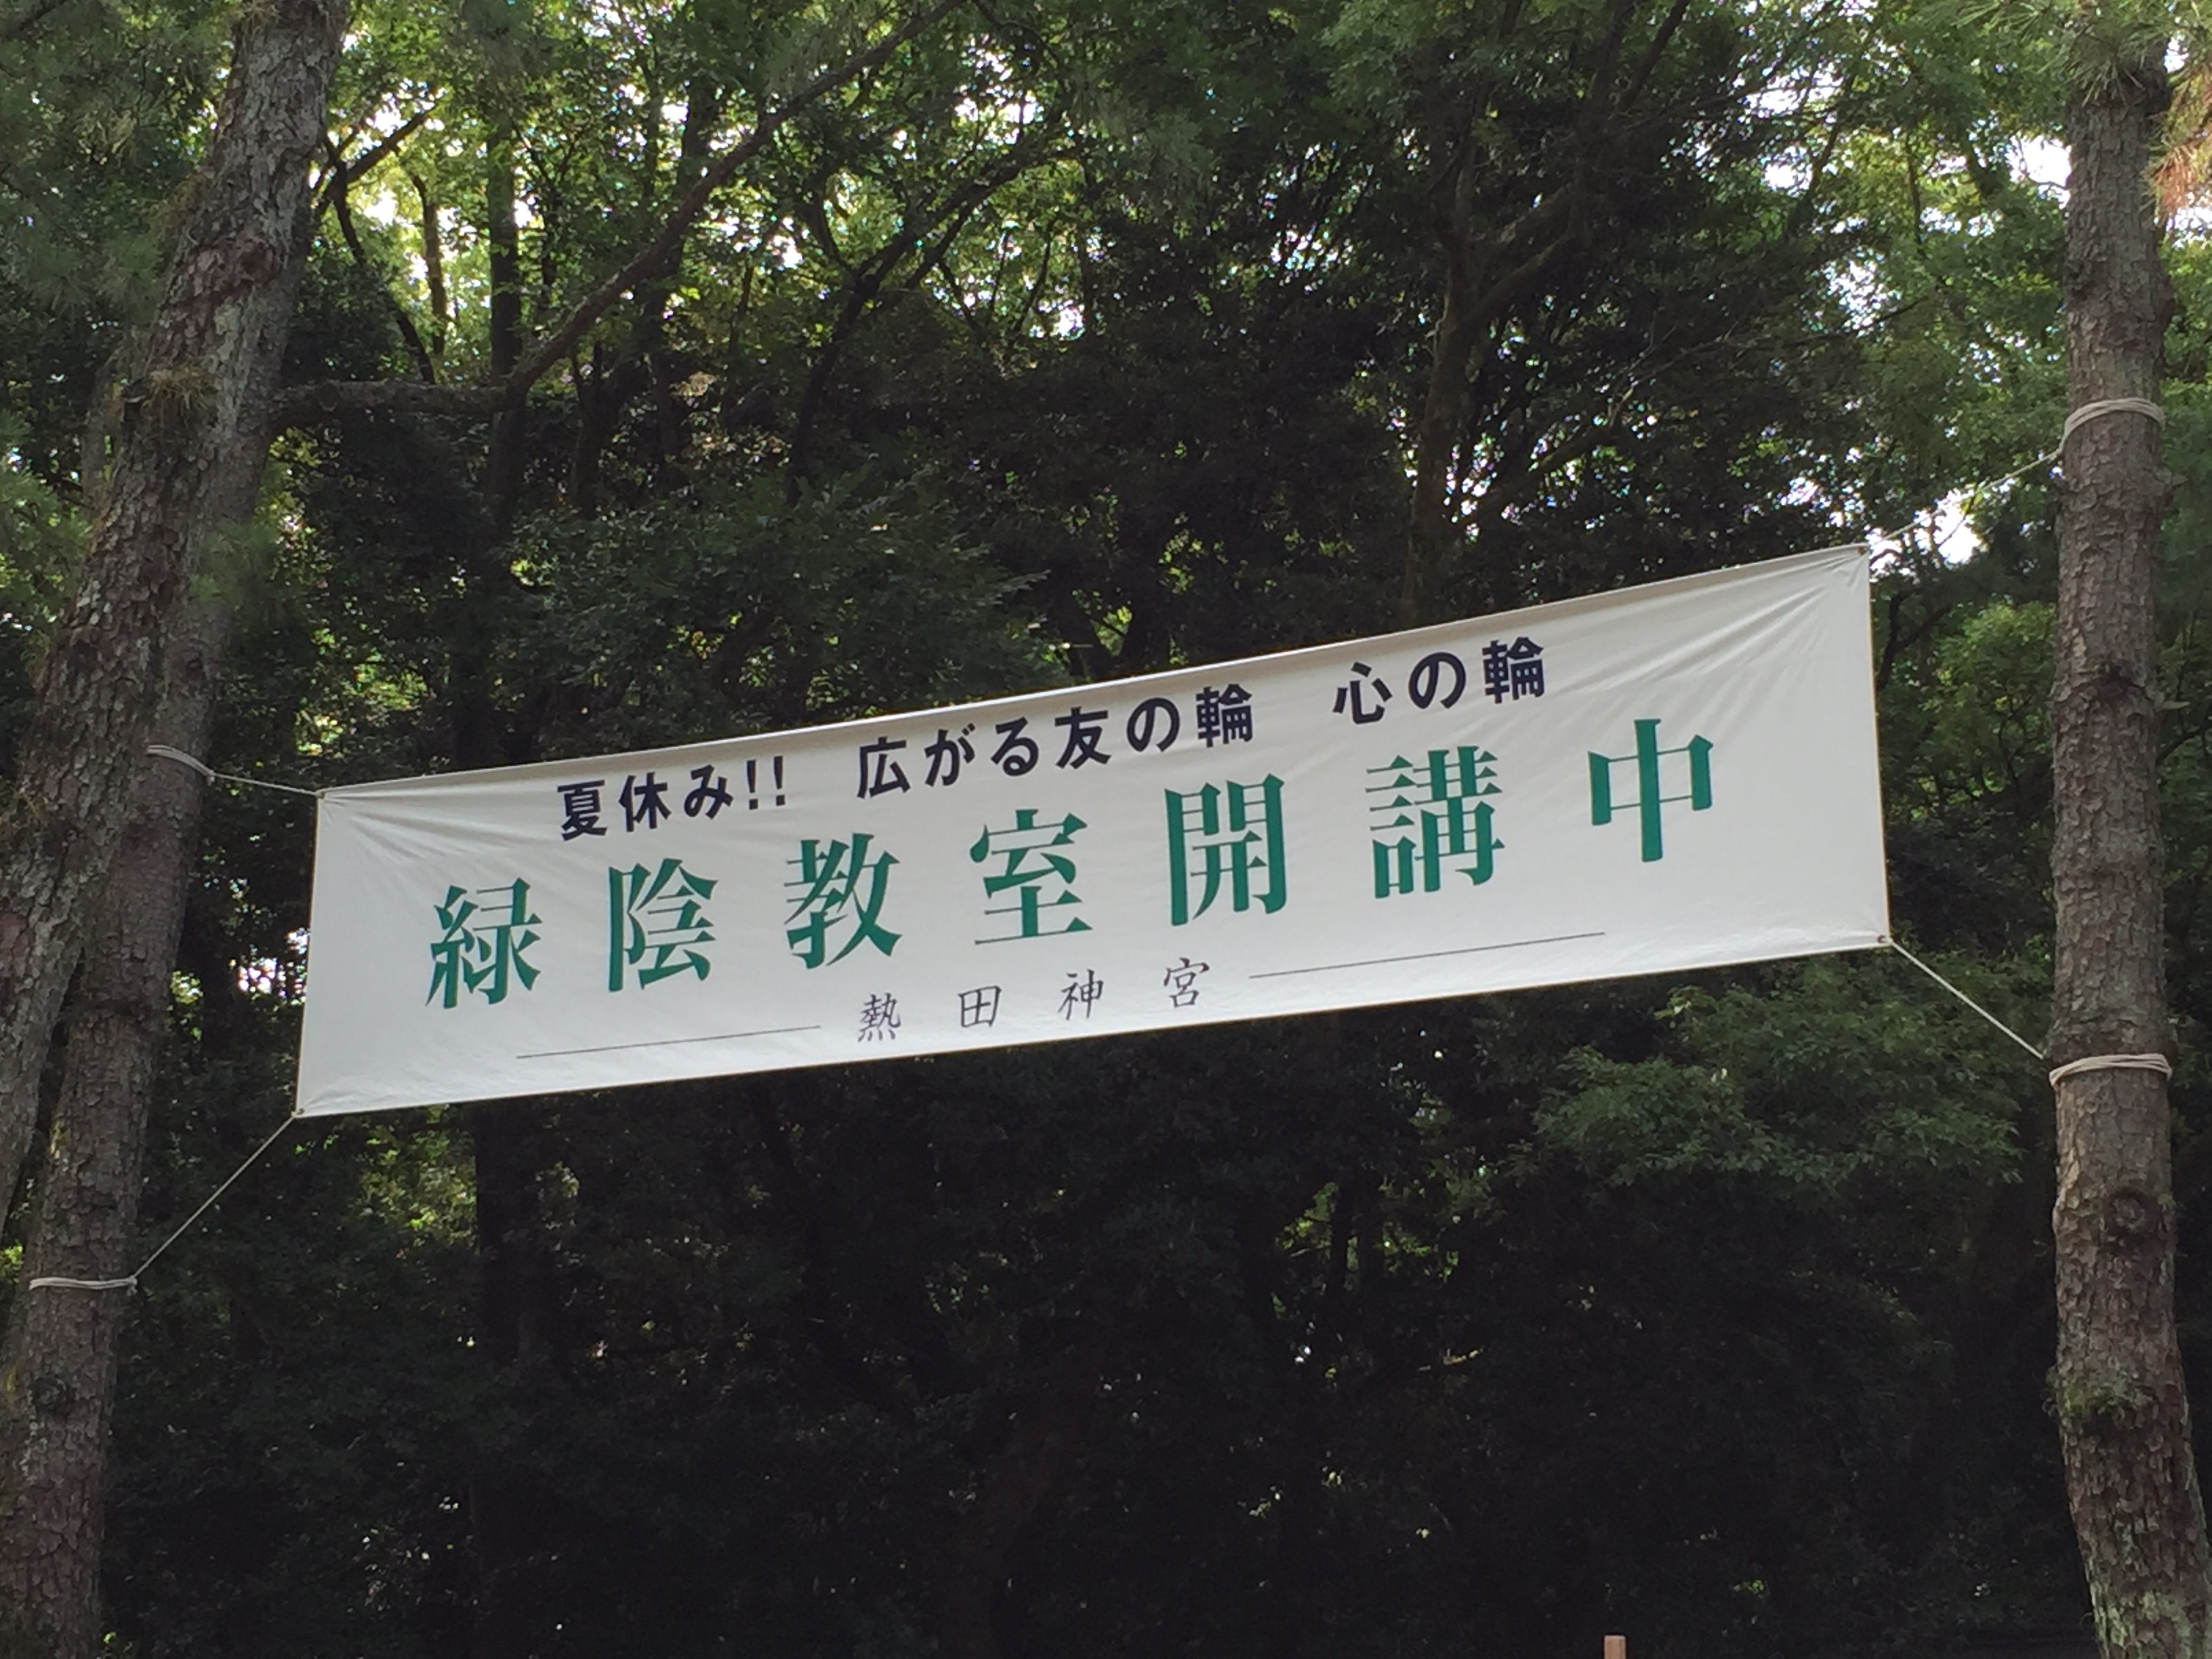 夏休み!!　広がる友の輪　心の輪
緑陰教室開講中
熱田神宮